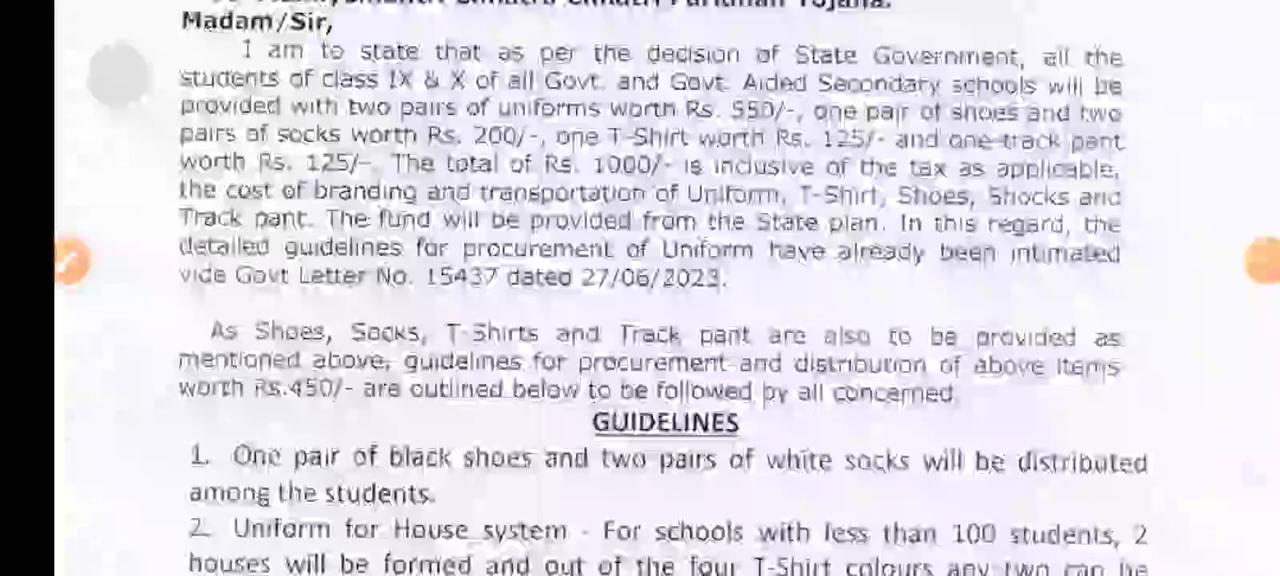 Madam/Sir,
I am to state that as per the decision of State Government, all the
students of class IX & X of all Govt. and Govt. Aided Secondary schools will be
provided with two pairs of uniforms worth Rs. 550/-, one pair of shoes and two
pairs of socks worth Rs. 200/-, one T-Shirt worth Rs. 125/- and one track pant
worth Rs. 125/-. The total of Rs. 1000/- is inclusive of the tax as applicable,
the cost of branding and transportation of Uniform, T-Shirt, Shoes, Shocks and
Track pant. The fund will be provided from the State plan. In this regard, the
detailed guidelines for procurement of Uniform have already been intimated
vide Govt Letter No. 15437 dated 27/06/2023.
As Shoes, Socks, T-Shirts and Track pant are also to be provided as
mentioned above, guidelines for procurement and distribution of above items
worth Rs.450/- are outlined below to be followed by all concerned.
GUIDELINES
1. One pair of black shoes and two pairs of white socks will be distributed
among the students.
2. Uniform for House system - For schools with less than 100 students, 2
houses will be formed and out of the four T-Shirt colours any two can be